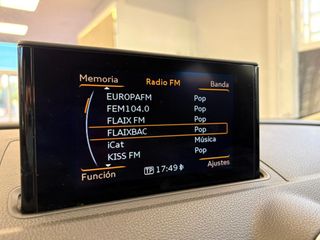 Memoria Radio FM Banda
EUROPAFM Pop
FEM104.0 Pop
FLAIX FM Pop
FLAIXBAC Pop
iCat Música
KISS FM Pop
Función TP 17:49 Ajustes